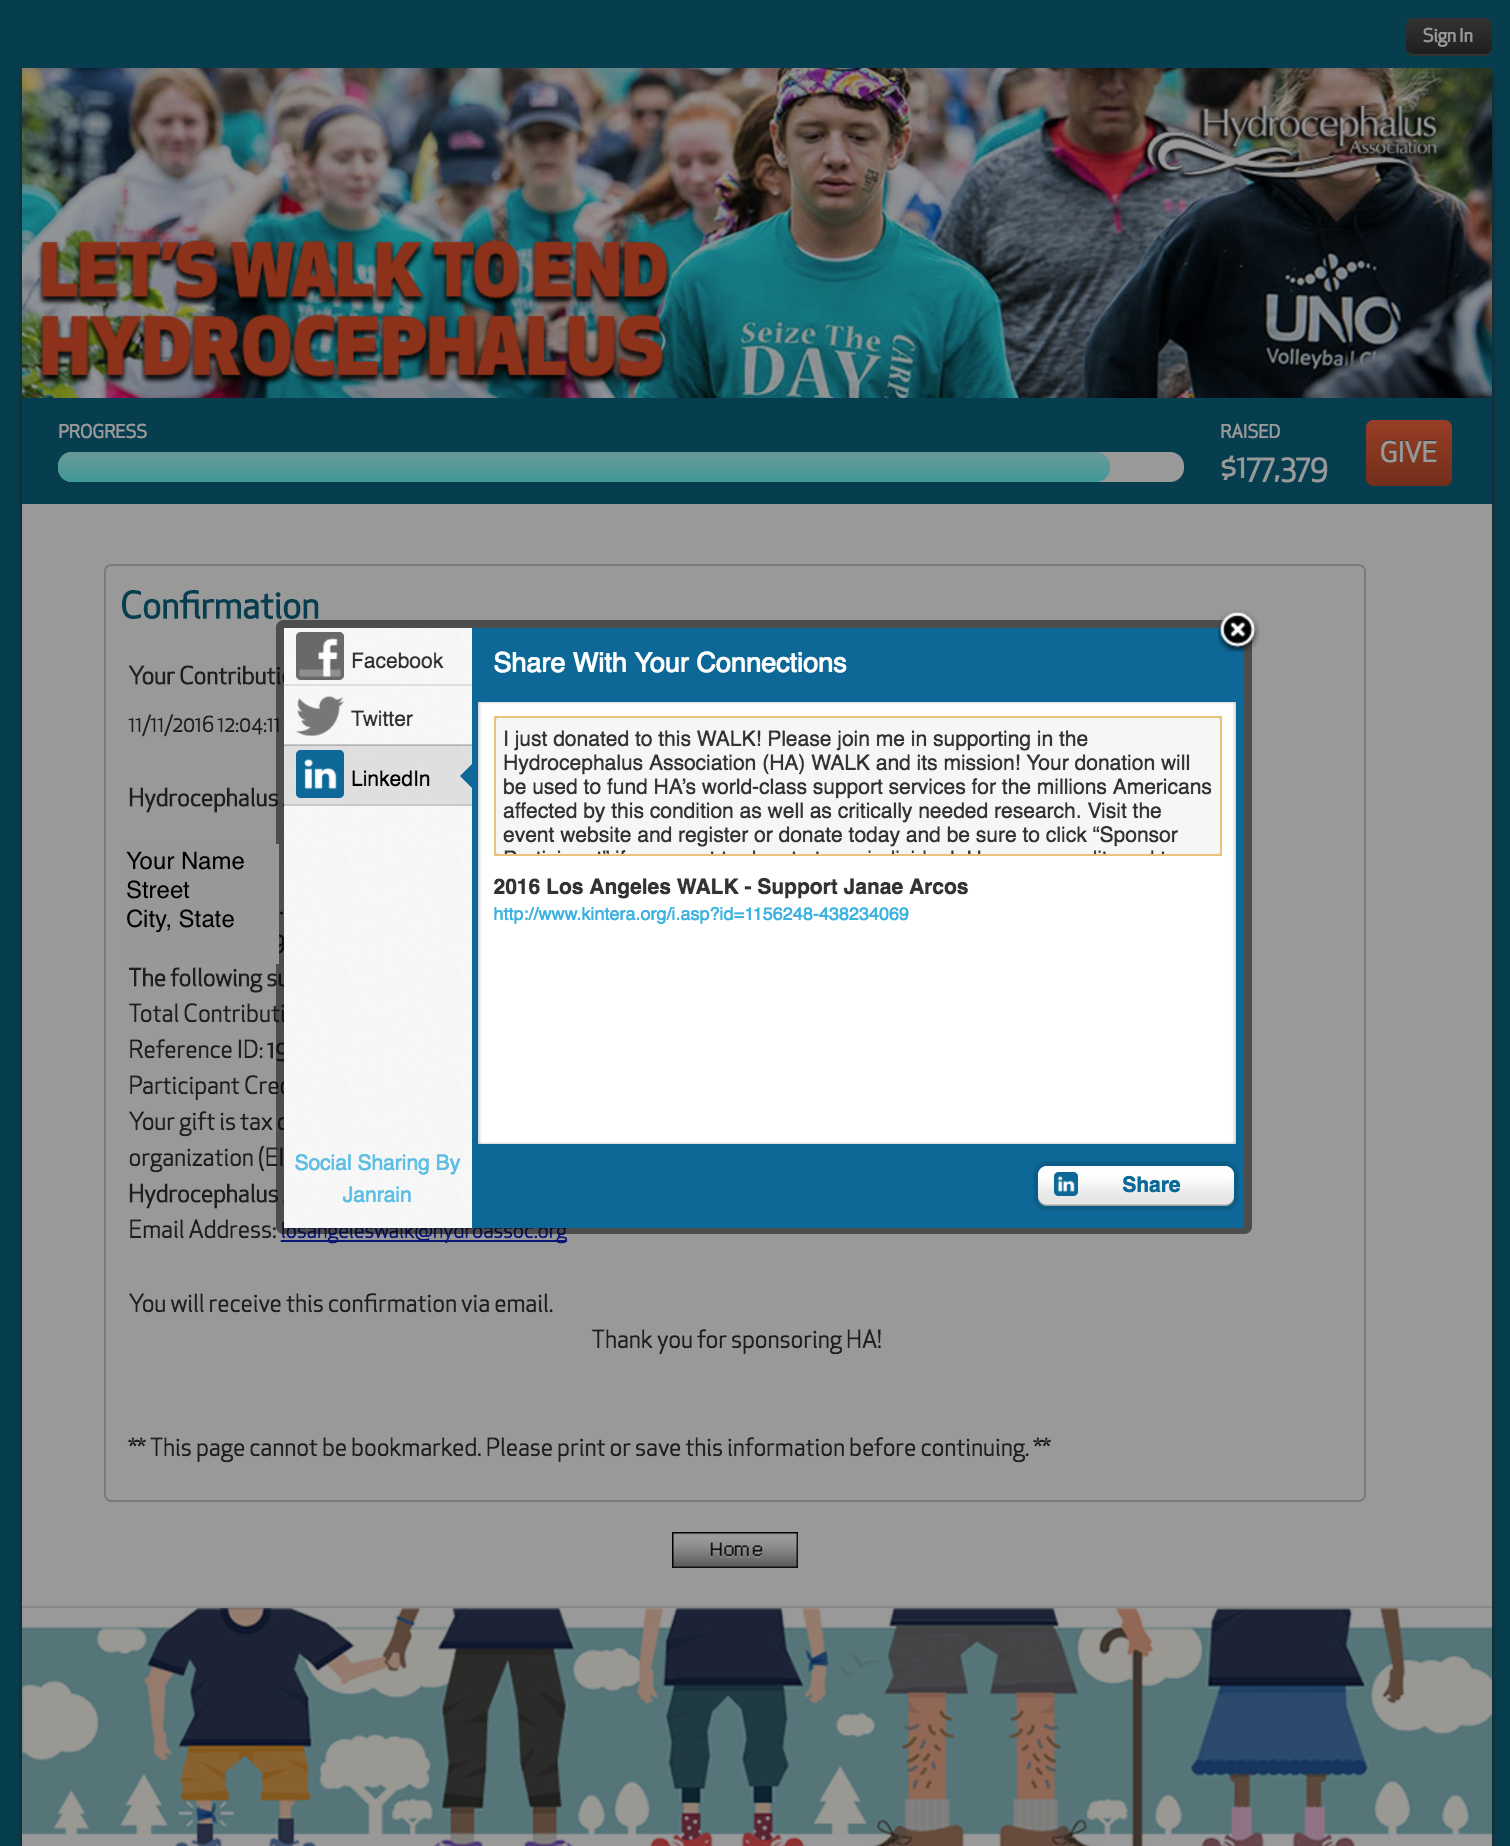 Sign In
Hydrocephalus
Association
LET'S WALK TO END
HYDROCEPHALUS
Seize The
DAY
CARP
UNO
Volleyball
PROGRESS
RAISED
$177,379
GIVE
Confirmation
Your Contributi
11/11/2016 12:04:11
Hydrocephalus
Your Name
Street
City, State
The following su
Total Contributi
Reference ID: 19
Participant Cre
Your gift is tax
organization (EI
Hydrocephalus
Email Address: losangeleswalk@hydroassoc.org
You will receive this confirmation via email.
Thank you for sponsoring HA!
** This page cannot be bookmarked. Please print or save this information before continuing. **
Home
Facebook
Twitter
in LinkedIn
Social Sharing By
Janrain
Share With Your Connections
I just donated to this WALK! Please join me in supporting in the
Hydrocephalus Association (HA) WALK and its mission! Your donation will
be used to fund HA's world-class support services for the millions Americans
affected by this condition as well as critically needed research. Visit the
event website and register or donate today and be sure to click “Sponsor
2016 Los Angeles WALK - Support Janae Arcos
http://www.kintera.org/i.asp?id=1156248-438234069
in Share